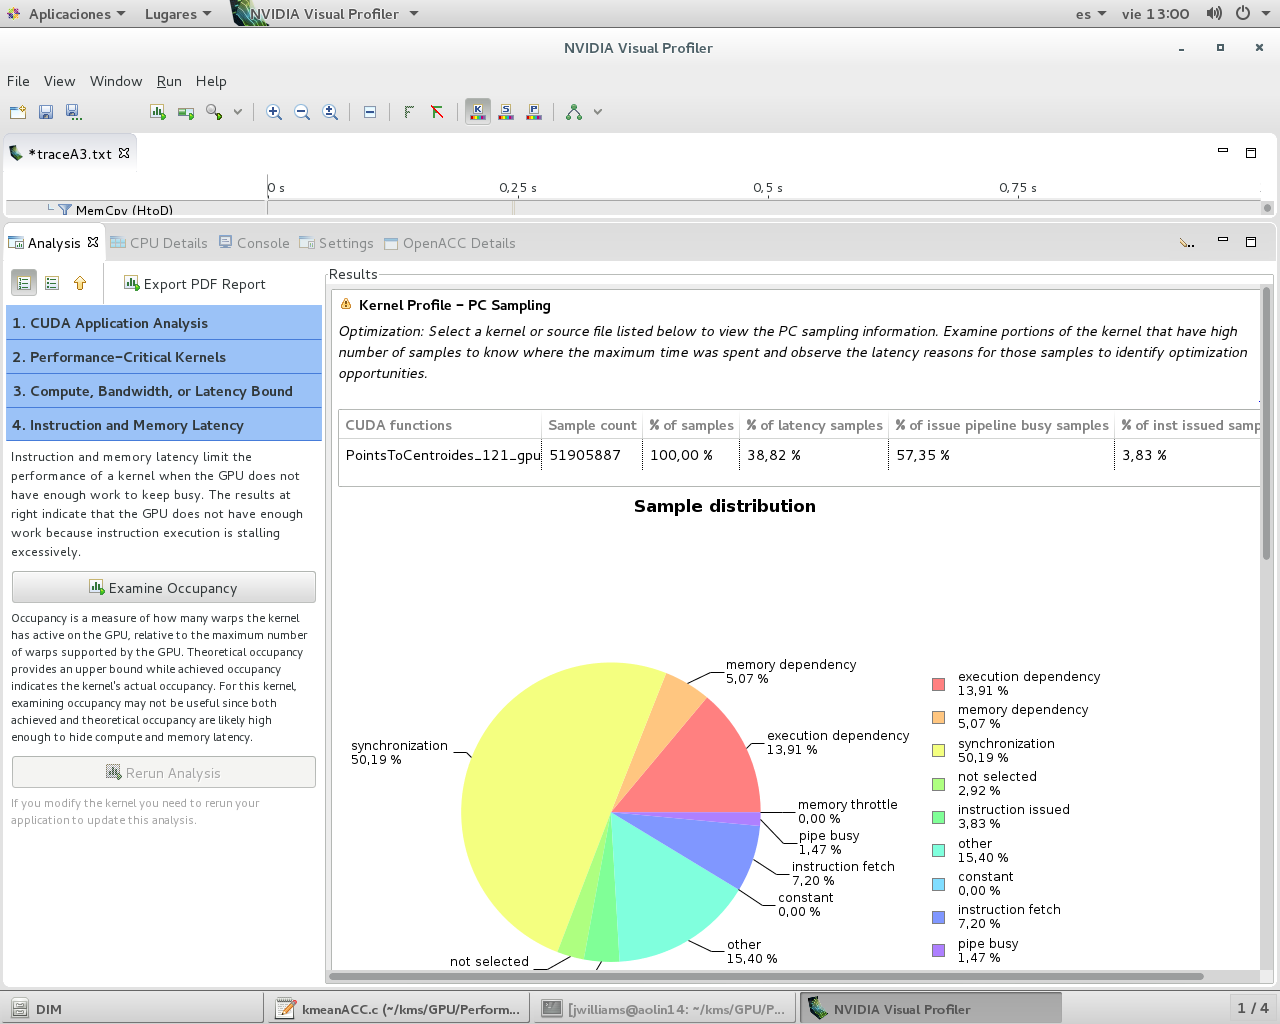 Aplicaciones
Lugares
NVIDIA Visual Profiler
es
vie 13:00
NVIDIA Visual Profiler
File View Window Run Help
*traceA3.txt
0 s
0,25 s
0,5 s
0,75 s
MemCpy (HtoD)
Analysis
CPU Details
Console
Settings
OpenACC Details
Export PDF Report
1. CUDA Application Analysis
2. Performance-Critical Kernels
3. Compute, Bandwidth, or Latency Bound
4. Instruction and Memory Latency
Instruction and memory latency limit the
performance of a kernel when the GPU does not
have enough work to keep busy. The results at
right indicate that the GPU does not have enough
work because instruction execution is stalling
excessively.
Examine Occupancy
Occupancy is a measure of how many warps the kernel
has active on the GPU, relative to the maximum number
of warps supported by the GPU. Theoretical occupancy
provides an upper bound while achieved occupancy
indicates the kernel's actual occupancy. For this kernel,
examining occupancy may not be useful since both
achieved and theoretical occupancy are likely high
enough to hide compute and memory latency.
Rerun Analysis
If you modify the kernel you need to rerun your
application to update this analysis.
Results
Kernel Profile - PC Sampling
Optimization: Select a kernel or source file listed below to view the PC sampling information. Examine portions of the kernel that have high
number of samples to know where the maximum time was spent and observe the latency reasons for those samples to identify optimization
opportunities.
CUDA functions
Sample count
% of samples
% of latency samples
% of issue pipeline busy samples
% of inst issued samp
PointsToCentroides_121_gpu
51905887
100,00 %
38,82 %
57,35 %
3,83 %
Sample distribution
memory dependency
5,07 %
synchronization
50,19 %
execution dependency
13,91 %
memory throttle
0,00 %
pipe busy
1,47 %
instruction fetch
7,20 %
constant
0,00 %
other
15,40 %
not selected
execution dependency
13,91 %
memory dependency
5,07 %
synchronization
50,19 %
not selected
2,92 %
instruction issued
3,83 %
other
15,40 %
constant
0,00 %
instruction fetch
7,20 %
pipe busy
1,47 %
DIM
kmeanACC.c (~/kms/GPU/Perform...
[jwilliams@aolin14: ~/kms/GPU/P...
NVIDIA Visual Profiler
1 / 4